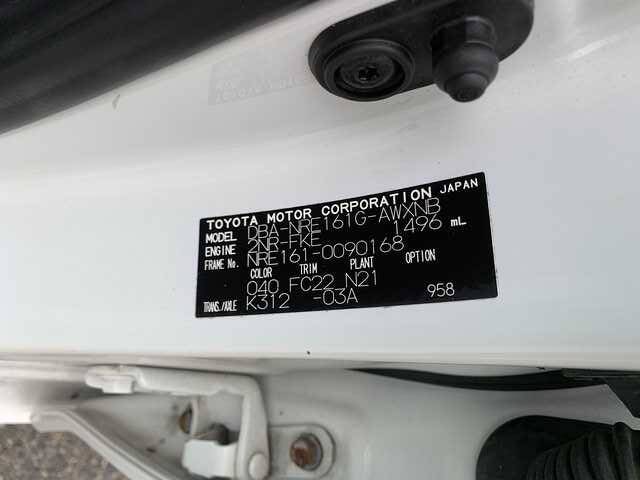 TOYOTA MOTOR CORPORATION JAPAN
MODEL DBA-NRE161G-AWXNB
ENGINE 2NR-FKE 1496 mL
FRAME No. NRE161-0090168
COLOR TRIM PLANT OPTION
040 FC22 N21
TRANS./AXLE K312 -03A 958